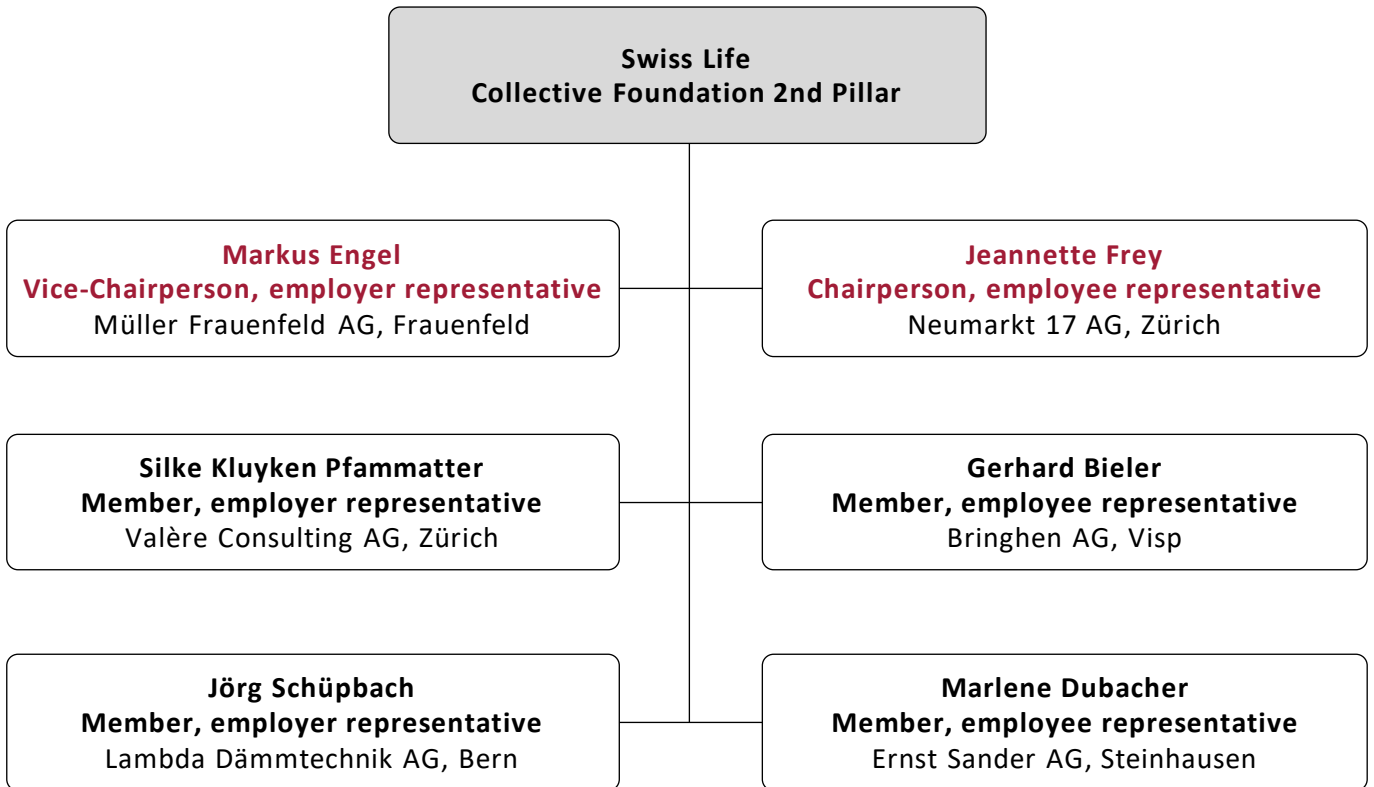 Swiss Life
Collective Foundation 2nd Pillar
Markus Engel
Vice-Chairperson, employer representative
Müller Frauenfeld AG, Frauenfeld
Jeannette Frey
Chairperson, employee representative
Neumarkt 17 AG, Zürich
Silke Kluyken Pfammatter
Member, employer representative
Valère Consulting AG, Zürich
Gerhard Bieler
Member, employee representative
Bringhen AG, Visp
Jörg Schüpbach
Member, employer representative
Lambda Dämmtechnik AG, Bern
Marlene Dubacher
Member, employee representative
Ernst Sander AG, Steinhausen